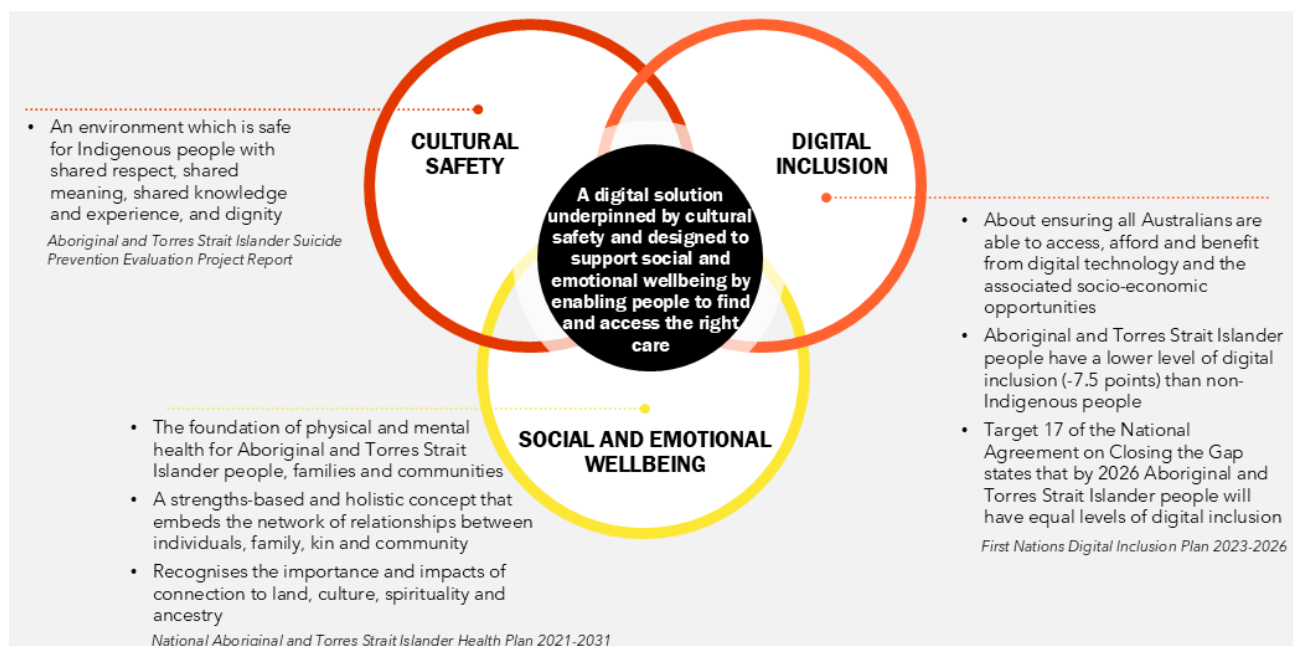 CULTURAL
SAFETY
• An environment which is safe
for Indigenous people with
shared respect, shared
meaning, shared knowledge
and experience, and dignity
Aboriginal and Torres Strait Islander Suicide
Prevention Evaluation Project Report
DIGITAL
INCLUSION
• About ensuring all Australians are
able to access, afford and benefit
from digital technology and the
associated socio-economic
opportunities
• Aboriginal and Torres Strait Islander
people have a lower level of digital
inclusion (-7.5 points) than non-
Indigenous people
• Target 17 of the National
Agreement on Closing the Gap
states that by 2026 Aboriginal and
Torres Strait Islander people will
have equal levels of digital inclusion
First Nations Digital Inclusion Plan 2023-2026
A digital solution
underpinned by cultural
safety and designed to
support social and
emotional wellbeing by
enabling people to find
and access the right
care
SOCIAL AND EMOTIONAL
WELLBEING
• The foundation of physical and mental
health for Aboriginal and Torres Strait
Islander people, families and communities
• A strengths-based and holistic concept that
embeds the network of relationships between
individuals, family, kin and community
• Recognises the importance and impacts of
connection to land, culture, spirituality and
ancestry
National Aboriginal and Torres Strait Islander Health Plan 2021-2031